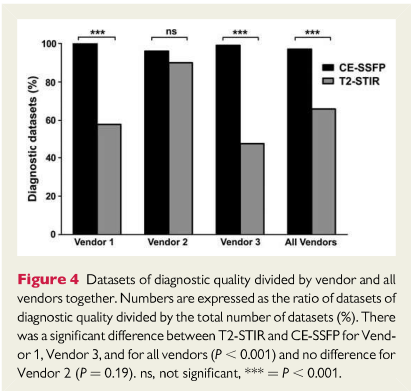 *** ns *** ***
100
80
60
40
20
0
Diagnostic datasets (%)
CE-SSFP
T2-STIR
Vendor 1 Vendor 2 Vendor 3 All Vendors
Figure 4 Datasets of diagnostic quality divided by vendor and all
vendors together. Numbers are expressed as the ratio of datasets of
diagnostic quality divided by the total number of datasets (%). There
was a significant difference between T2-STIR and CE-SSFP for Vend-
or 1, Vendor 3, and for all vendors (P < 0.001) and no difference for
Vendor 2 (P = 0.19). ns, not significant, *** = P < 0.001.